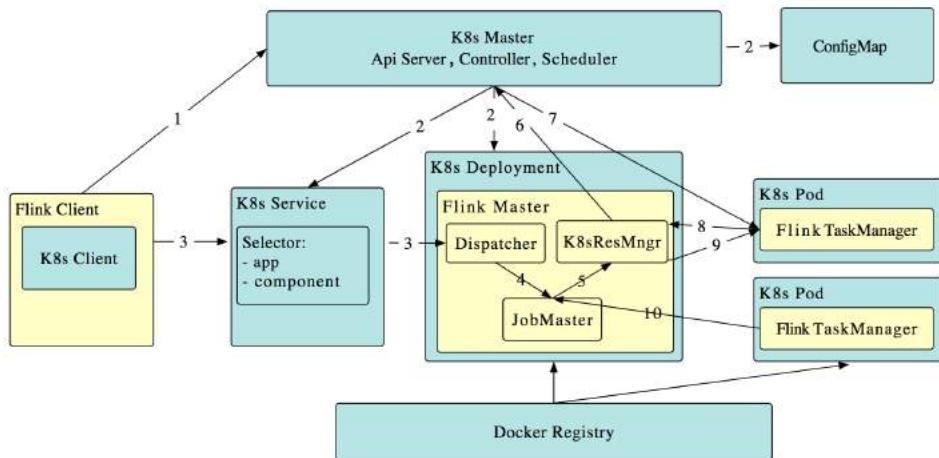 K8s Master
Api Server, Controller, Scheduler
2
ConfigMap
1
2
2
6
7
K8s Deployment
Flink Client
K8s Client
3
K8s Service
Selector:
- app
- component
3
Flink Master
Dispatcher
K8sResMngr
4
5
JobMaster
8
9
10
K8s Pod
Flink TaskManager
K8s Pod
Flink TaskManager
Docker Registry